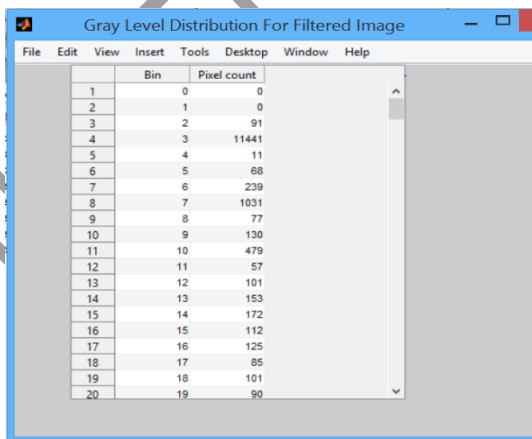 Gray Level Distribution For Filtered Image
File Edit View Insert Tools Desktop Window Help
Bin Pixel count
1 0 0
2 1 0
3 2 91
4 3 11441
5 4 11
6 5 68
7 6 239
8 7 1031
9 8 77
10 9 130
11 10 479
12 11 57
13 12 101
14 13 153
15 14 172
16 15 112
17 16 125
18 17 85
19 18 101
20 19 90